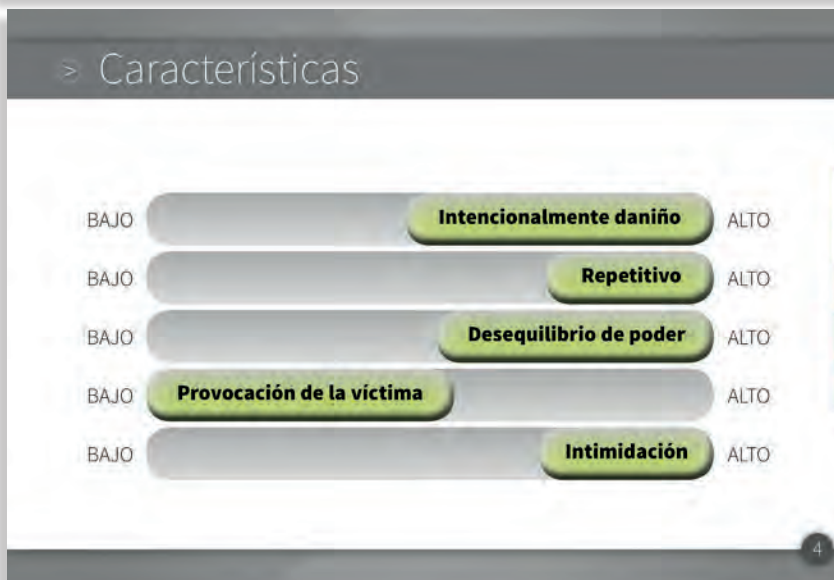 > Características
BAJO Intencionalmente daniño ALTO
BAJO Repetitivo ALTO
BAJO Desequilibrio de poder ALTO
BAJO Provocación de la víctima ALTO
BAJO Intimidación ALTO
4